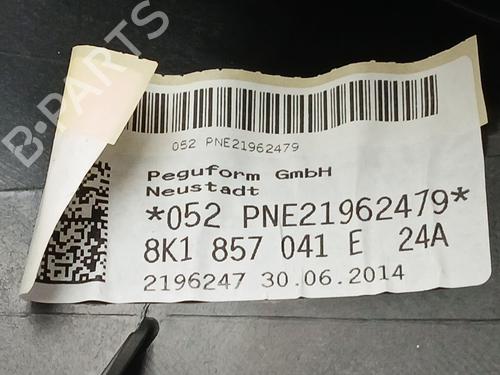 B-PARTS
052 PNE21962479
Peguform GmbH
Neustadt
*052 PNE21962479*
8K1 857 041 E 24A
2196247 30.06.2014